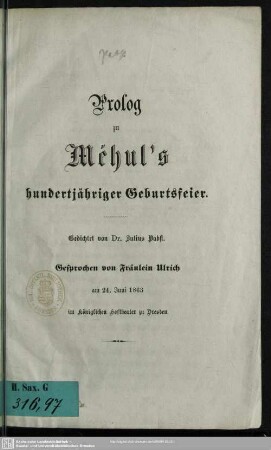 Prolog
zu
Méhul's
hundertjähriger Geburtsfeier.
Gedichtet von Dr. Julius Pabst.
Gesprochen von Fräulein Ulrich
am 24. Juni 1863
im Königlichen Hoftheater zu Dresden
H. Sax. G
316,97